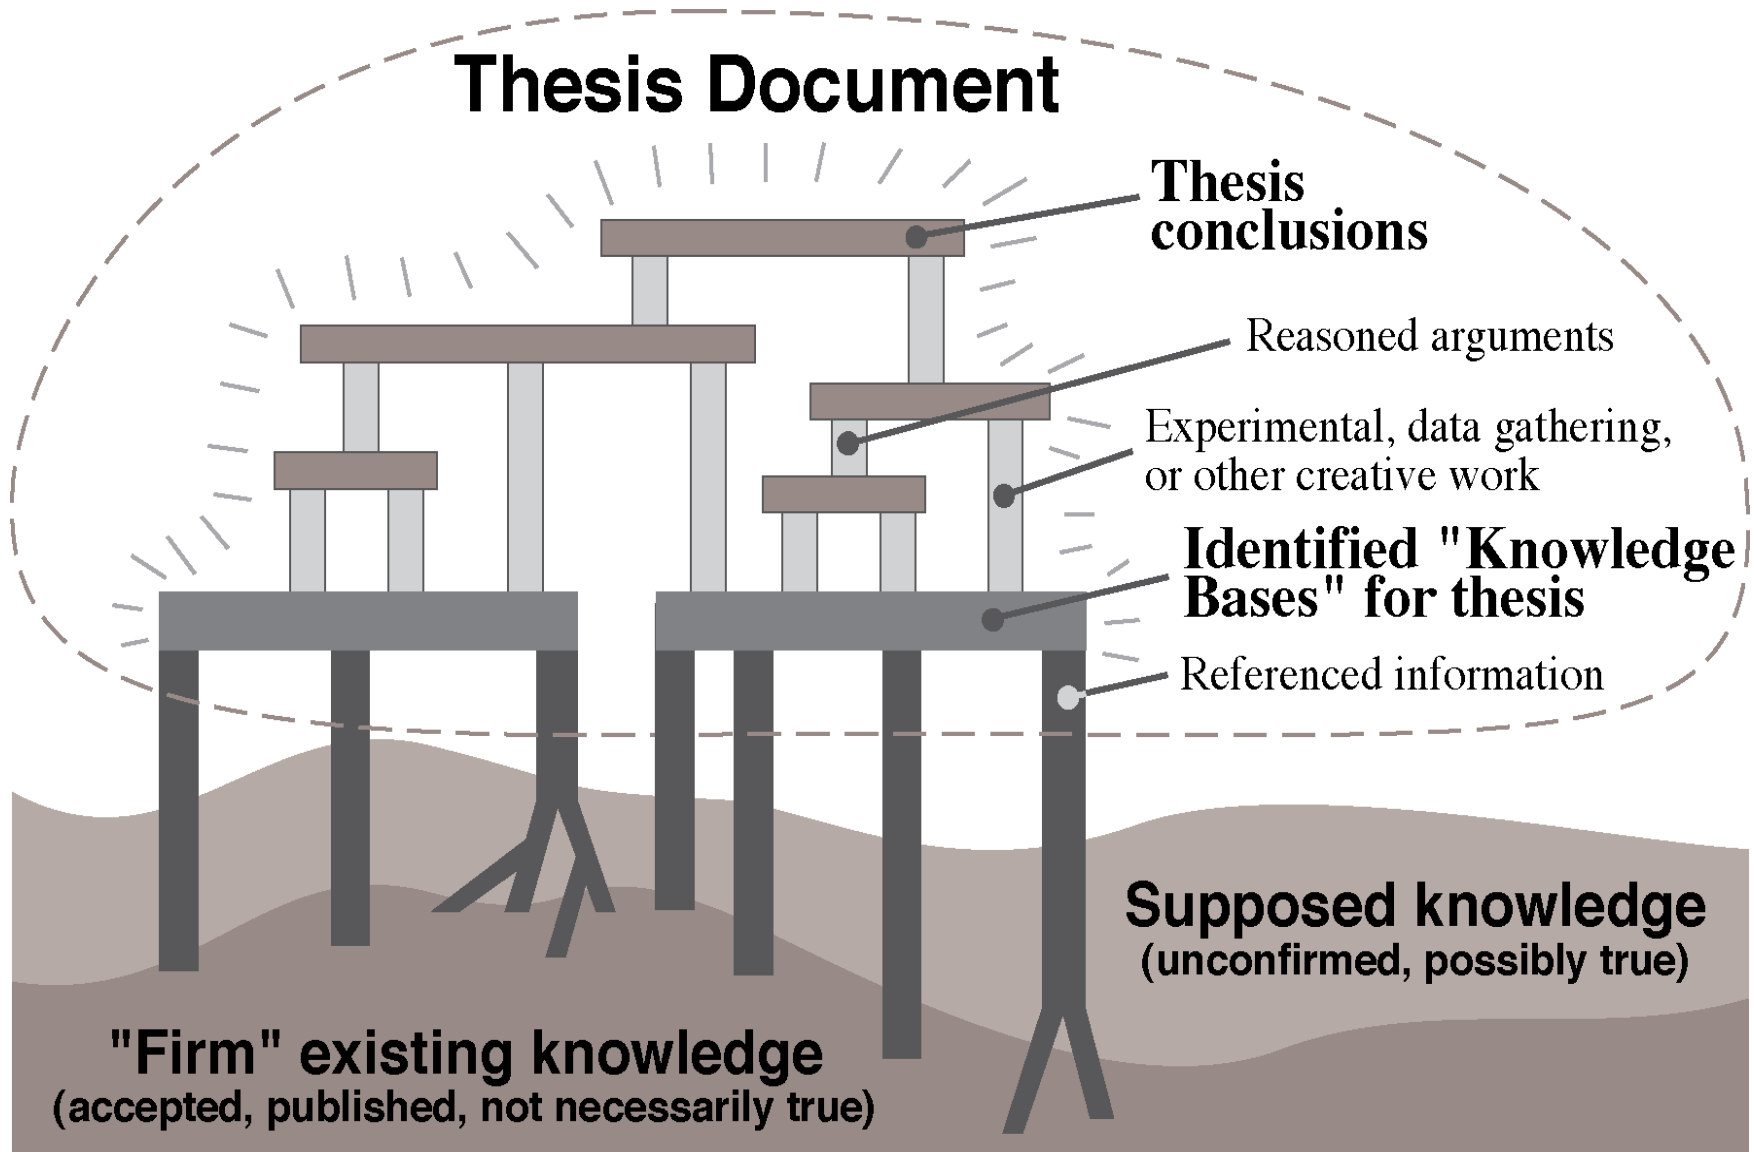 Thesis Document
Thesis
conclusions
Reasoned arguments
Experimental, data gathering,
or other creative work
Identified "Knowledge
Bases" for thesis
Referenced information
Supposed knowledge
(unconfirmed, possibly true)
"Firm" existing knowledge
(accepted, published, not necessarily true)